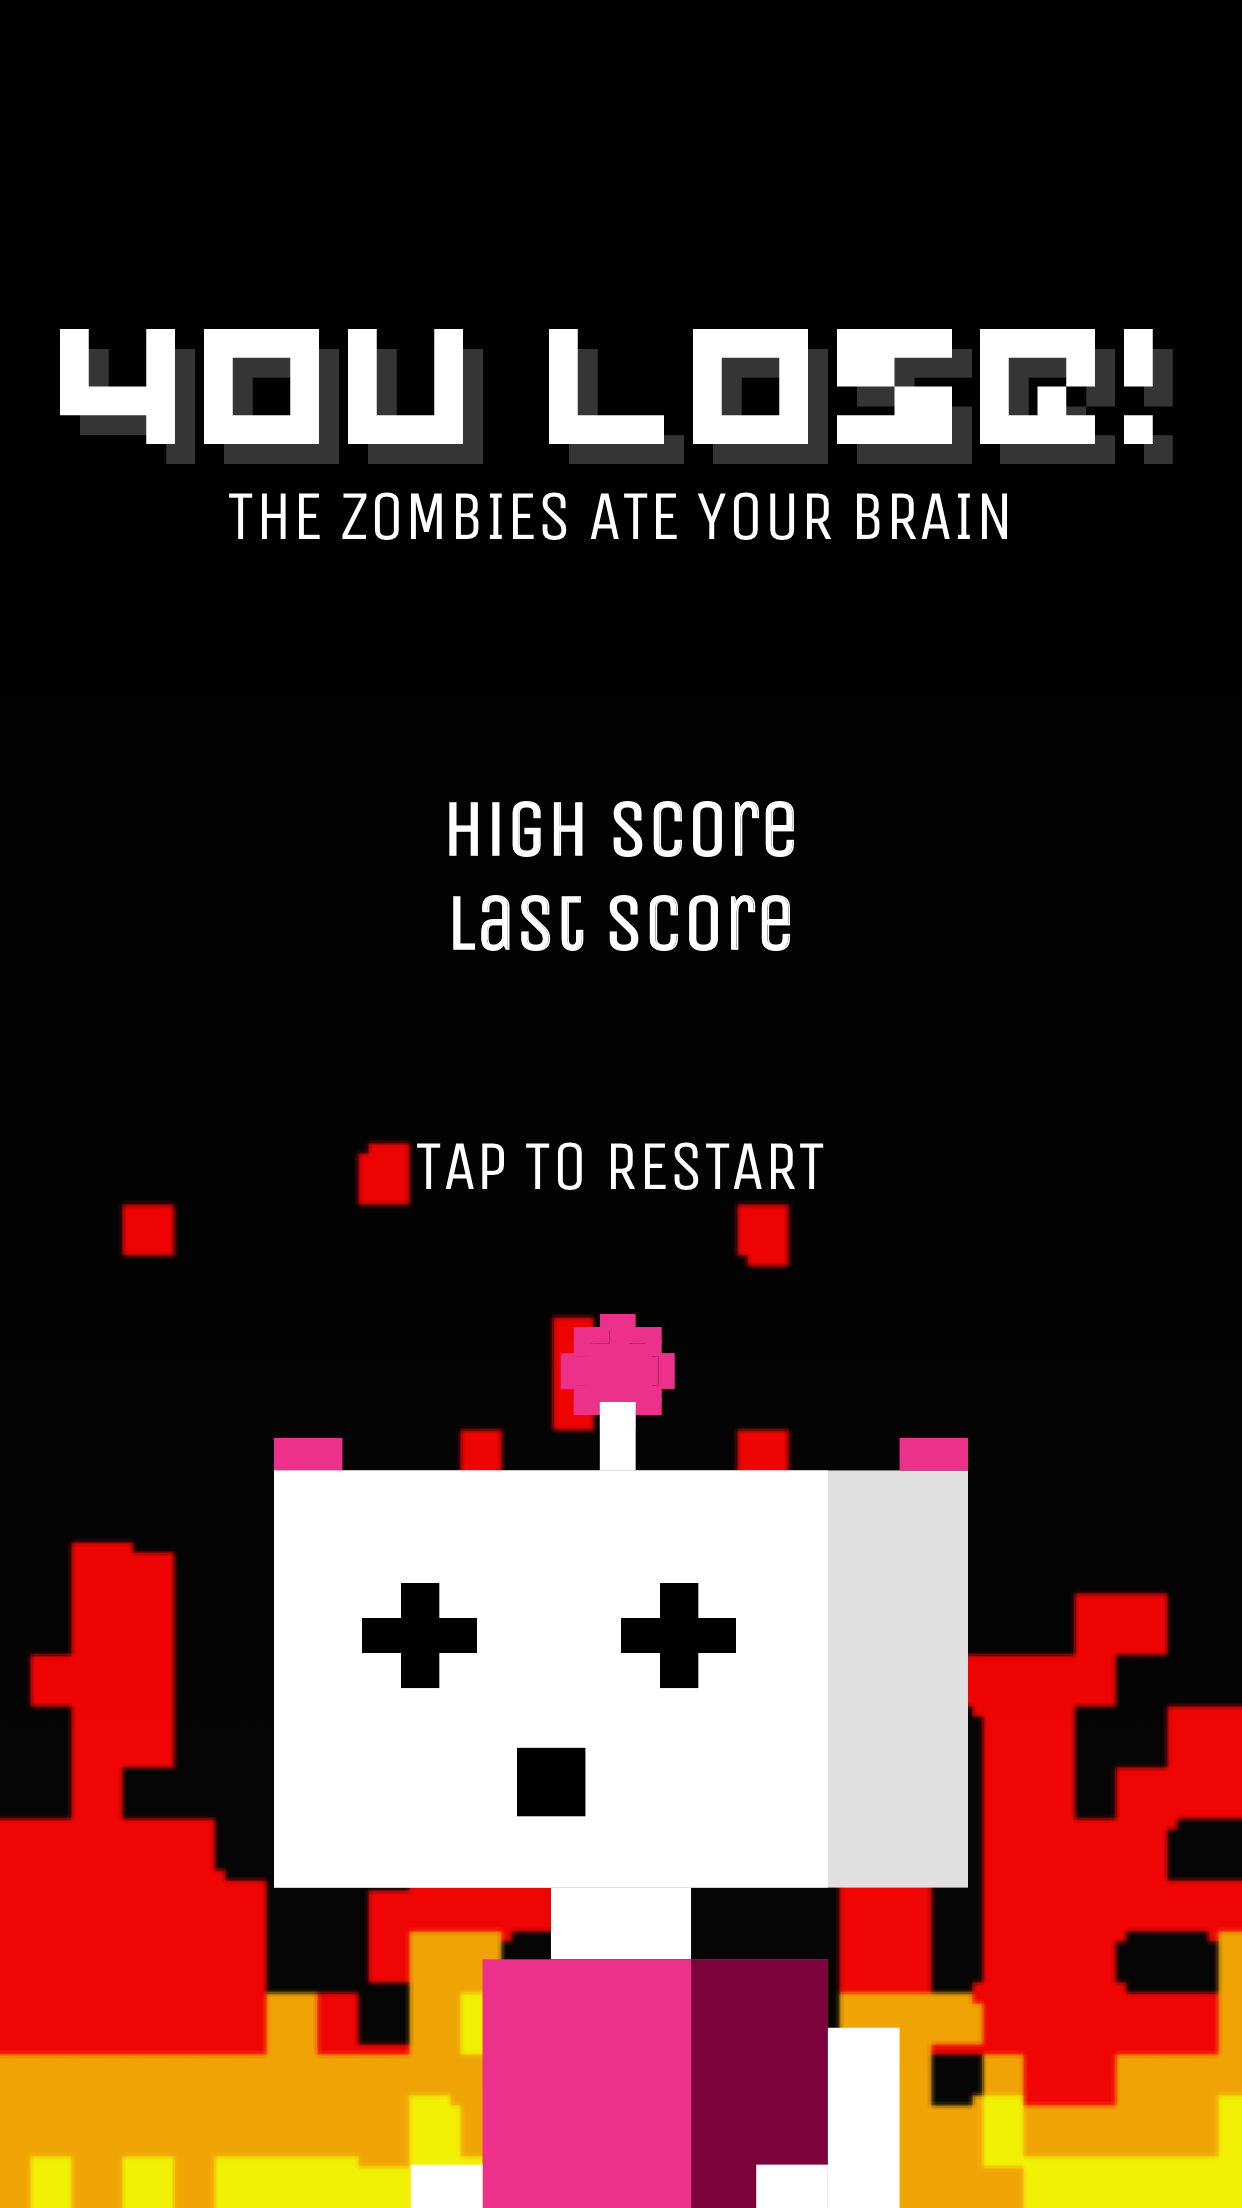 YOU LOSE!
THE ZOMBIES ATE YOUR BRAIN
HIGH SCORE
LAST SCORE
TAP TO RESTART